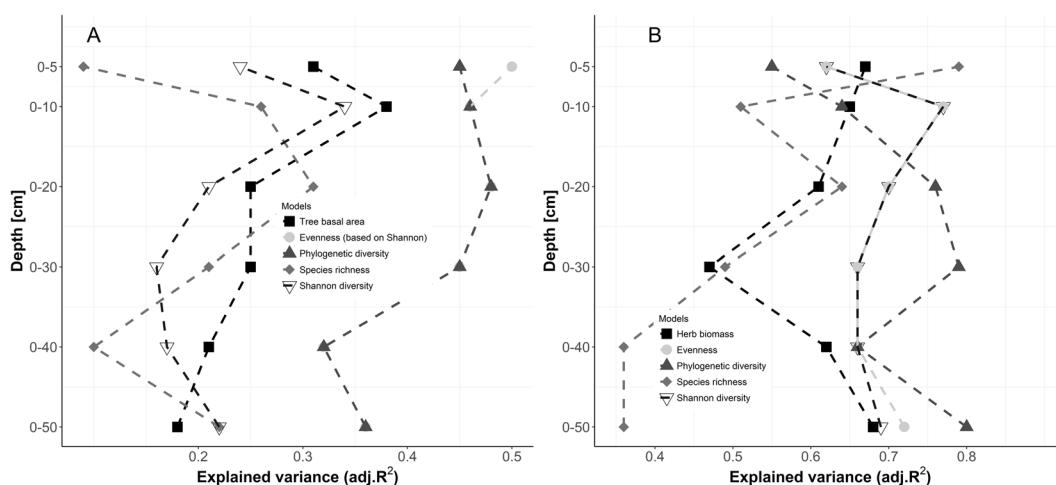 A
Depth [cm]
0-5
0-10
0-20
0-30
0-40
0-50
Models
Tree basal area
Evenness (based on Shannon)
Phylogenetic diversity
Species richness
Shannon diversity
0.2
0.3
0.4
0.5
Explained variance (adj.R²)
B
Depth [cm]
0-5
0-10
0-20
0-30
0-40
0-50
Models
Herb biomass
Evenness
Phylogenetic diversity
Species richness
Shannon diversity
0.4
0.5
0.6
0.7
0.8
Explained variance (adj.R²)